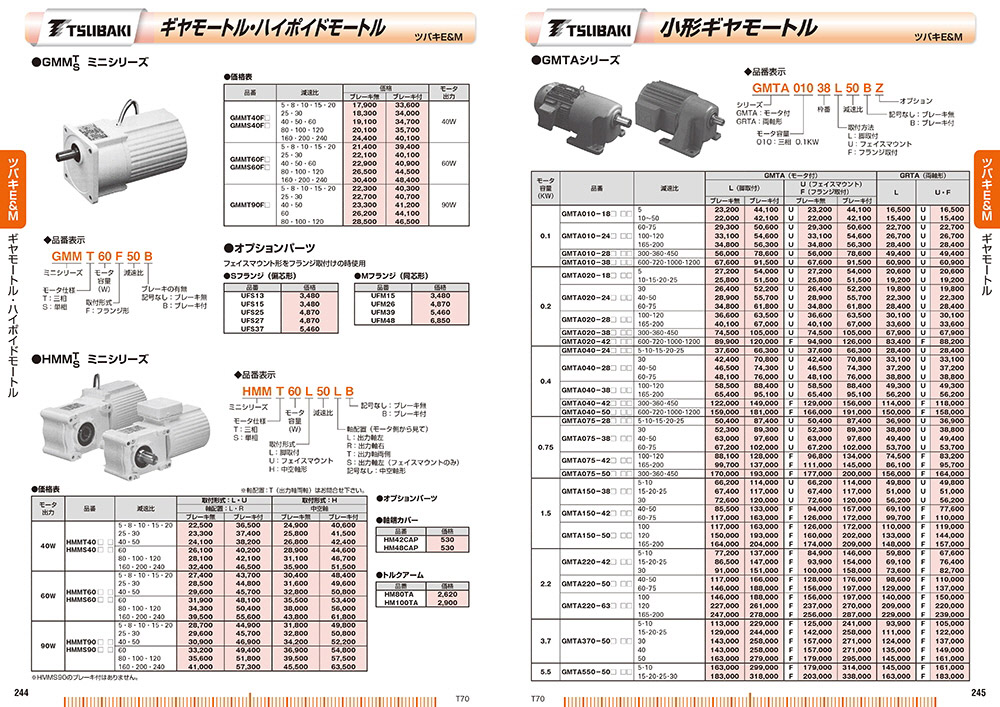 TSUBAKI ギヤモートル・ハイポイドモートル ツバキE&M
●GMMT/S ミニシリーズ
●価格表
品番 減速比 価格 モータ出力
ブレーキ無 ブレーキ付
GMMT40F□ GMMS40F□ 40W
5・8・10・15・20 17,900 33,600
25・30 18,300 34,000
40・50・60 19,100 34,700
80・100・120 20,100 35,700
160・200・240 24,400 40,100
GMMT60F□ GMMS60F□ 60W
5・8・10・15・20 21,400 39,400
25・30 22,100 40,100
40・50・60 22,900 40,900
80・100・120 26,500 44,500
160・200・240 30,400 48,400
GMMT90F□ 90W
5・8・10・15・20 22,300 40,300
25・30 22,700 40,700
40・50 23,300 41,200
60 26,200 44,100
80・100・120 28,500 46,500
◆品番表示
GMM T 60 F 50 B
ミニシリーズ
モータ仕様
T：三相
S：単相
モータ容量(W)
取付形式
F：フランジ形
減速比
ブレーキの有無
記号なし：ブレーキ無
B：ブレーキ付
●オプションパーツ
フェイスマウント形をフランジ取付けの時使用
●Sフランジ（偏芯形）
品番 価格
UFS13 3,480
UFS15 3,480
UFS25 4,870
UFS27 4,870
UFS37 5,460
●Mフランジ（同芯形）
品番 価格
UFM15 3,480
UFM26 4,870
UFM39 5,460
UFM48 6,850
●HMMT/S ミニシリーズ
◆品番表示
HMM T 60 L 50 L B
ミニシリーズ
モータ仕様
T：三相
S：単相
モータ容量(W)
取付形式
L：脚取付
U：フェイスマウント
H：中空軸形
減速比
記号なし：ブレーキ無
B：ブレーキ付
軸配置（モータ側から見て）
L：出力軸左
R：出力軸右
T：出力軸両側
S：出力軸左（フェイスマウントのみ）
記号なし：中空軸形
●価格表
※軸配置：T（出力軸両軸）はお問合せ下さい。
モータ出力 品番 減速比 取付形式：L・U 取付形式：H
軸配置：L・R 中空軸
ブレーキ無 ブレーキ付 ブレーキ無 ブレーキ付
40W HMMT40□□ HMMS40□□
5・8・10・15・20 22,500 36,500 24,900 40,600
25・30 23,300 37,400 25,800 41,500
40・50 24,100 38,200 26,800 42,400
60 26,100 40,200 28,900 44,600
80・100・120 28,100 42,100 31,100 46,700
160・200・240 32,400 46,500 35,900 51,500
60W HMMT60□□ HMMS60□□
5・8・10・15・20 27,400 43,700 30,400 48,400
25・30 28,500 44,800 31,600 49,600
40・50 29,600 45,700 32,800 50,800
60 31,900 48,100 35,500 53,400
80・100・120 34,300 50,400 38,000 56,000
160・200・240 39,500 55,600 43,800 61,800
90W HMMT90□□ HMMS90□□
5・8・10・15・20 28,700 44,900 31,800 49,800
25・30 29,600 45,700 32,800 50,800
40・50 30,900 46,900 34,200 52,200
60 33,200 49,400 36,900 54,800
80・100・120 35,600 51,800 39,500 57,500
160・200・240 41,000 57,300 45,500 63,500
※HMMS90のブレーキ付はありません。
●オプションパーツ
●軸端カバー
品番 価格
HM42CAP 530
HM48CAP 530
●トルクアーム
品番 価格
HM80TA 2,620
HM100TA 2,900
ツバキE&M
ギヤモートル・ハイポイドモートル
244
T70
TSUBAKI 小形ギヤモートル ツバキE&M
●GMTAシリーズ
◆品番表示
GMTA 010 38 L 50 B Z
シリーズ
GMTA：モータ付
GRTA：両軸形
モータ容量
010：三相 0.1KW
枠番
取付方法
L：脚取付
U：フェイスマウント
F：フランジ取付
減速比
記号なし：ブレーキ無
B：ブレーキ付
オプション
モータ容量(KW) 品番 減速比 GMTA（モータ付） GRTA（両軸形）
L（脚取付） U（フェイスマウント） F（フランジ取付） L U・F
ブレーキ無 ブレーキ付 ブレーキ無 ブレーキ付
0.1 GMTA010-18□ □□
5 23,200 44,100 U 23,200 44,100 16,500 U 16,500
10〜50 22,000 42,100 U 22,000 42,100 15,400 U 15,400
GMTA010-24□ □□
60・75 29,300 50,600 U 29,300 50,600 22,700 U 22,700
100・120 33,100 54,600 U 33,100 54,600 26,700 U 26,700
165・200 34,800 56,300 U 34,800 56,300 28,400 U 28,400
GMTA010-28□ □□ 300・360・450 56,000 78,600 U 56,000 78,600 49,400 U 49,400
GMTA010-38□ □□ 600・720・1000・1200 67,600 91,500 U 67,600 91,500 60,900 U 60,900
0.2 GMTA020-18□ □□
5 27,200 54,000 U 27,200 54,000 20,600 U 20,600
10・15・20・25 25,800 51,500 U 25,800 51,500 19,200 U 19,200
GMTA020-24□ □□
30 26,400 52,200 U 26,400 52,200 19,800 U 19,800
40・50 28,900 55,700 U 28,900 55,700 22,300 U 22,300
60・75 34,800 61,800 U 34,800 61,800 28,400 U 28,400
GMTA020-28□ □□
100・120 36,600 63,500 U 36,600 63,500 30,100 U 30,100
165・200 40,100 67,000 U 40,100 67,000 33,600 U 33,600
GMTA020-38□ □□ 300・360・450 74,500 105,000 U 74,500 105,000 67,900 U 67,900
GMTA020-42□ □□ 600・720・1000・1200 89,900 120,000 F 94,900 126,000 83,400 F 88,200
0.4 GMTA040-24□ □□ 5・10・15・20・25 37,600 66,300 U 37,600 66,300 28,400 U 28,400
GMTA040-28□ □□
30 42,400 70,800 U 42,400 70,800 33,100 U 33,100
40・50 46,500 74,300 U 46,500 74,300 37,200 U 37,200
60・75 48,100 76,000 U 48,100 76,000 38,800 U 38,800
GMTA040-38□ □□
100・120 58,500 88,400 U 58,500 88,400 49,300 U 49,300
165・200 65,400 95,100 U 65,400 95,100 56,200 U 56,200
GMTA040-42□ □□ 300・360・450 122,000 149,000 F 129,000 156,000 114,000 F 118,000
GMTA040-50□ □□ 600・720・1000・1200 159,000 181,000 F 166,000 191,000 150,000 F 158,000
0.75 GMTA075-28□ □□ 5・10・15・20・25 50,400 87,400 U 50,400 87,400 36,900 U 36,900
GMTA075-38□ □□
30 52,300 89,300 U 52,300 89,300 38,800 U 38,800
40・50 63,000 97,600 U 63,000 97,600 49,400 U 49,400
60・75 67,200 102,000 U 67,200 102,000 53,700 U 53,700
GMTA075-42□ □□
100・120 88,100 128,000 F 96,800 134,000 74,500 F 83,200
165・200 99,700 137,000 F 111,000 145,000 86,100 F 95,700
GMTA075-50□ □□ 300・360・450 170,000 193,000 F 177,000 200,000 156,000 F 164,000
1.5 GMTA150-38□ □□
5・10 66,200 114,000 U 66,200 114,000 49,800 U 49,800
15・20・25 67,400 117,000 U 67,400 117,000 51,000 U 51,000
30 72,600 120,000 U 72,600 120,000 56,200 U 56,200
GMTA150-42□ □□
40・50 85,500 133,000 F 94,000 157,000 69,100 F 77,600
60・75 117,000 163,000 F 126,000 172,000 99,700 F 110,000
GMTA150-50□ □□
100 117,000 163,000 F 126,000 172,000 110,000 F 119,000
120 150,000 193,000 F 160,000 202,000 133,000 F 144,000
165・200 164,000 204,000 F 174,000 209,000 148,000 F 157,000
2.2 GMTA220-42□ □□
5・10 77,200 137,000 F 84,900 146,000 59,800 F 67,600
15・20・25 86,500 147,000 F 93,900 154,000 69,100 F 76,400
30 91,000 151,000 F 100,000 158,000 73,600 F 82,700
GMTA220-50□ □□
40・50 117,000 166,000 F 128,000 176,000 98,600 F 110,000
60・75 146,000 188,000 F 156,000 197,000 129,000 F 137,000
GMTA220-63□ □□
100 146,000 188,000 F 156,000 197,000 140,000 F 150,000
120 227,000 261,000 F 237,000 270,000 209,000 F 220,000
165・200 247,000 278,000 F 256,000 287,000 229,000 F 239,000
3.7 GMTA370-50□ □□
5・10 113,000 229,000 F 125,000 241,000 93,900 F 105,000
15・20・25 129,000 244,000 F 142,000 258,000 111,000 F 122,000
30 143,000 258,000 F 157,000 271,000 124,000 F 137,000
40 143,000 258,000 F 157,000 271,000 135,000 F 149,000
50 163,000 279,000 F 179,000 295,000 145,000 F 161,000
5.5 GMTA550-50□ □□
5・10 163,000 299,000 F 179,000 314,000 145,000 F 161,000
15・20・25・30 183,000 318,000 F 203,000 338,000 163,000 F 183,000
ツバキE&M
ギヤモートル
T70
245